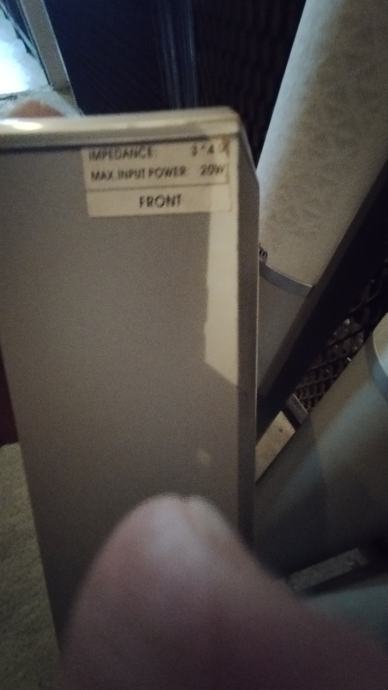 IMPEDANCE:
MAX. INPUT POWER: 20W
FRONT